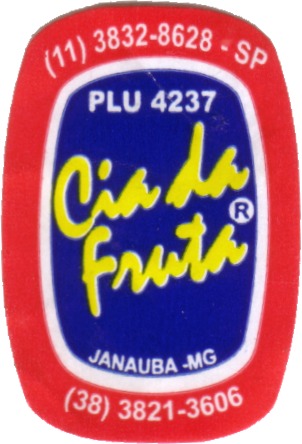 (11) 3832-8628 - SP
PLU 4237
Cia da
Fruta ®
JANAUBA -MG
(38) 3821-3606